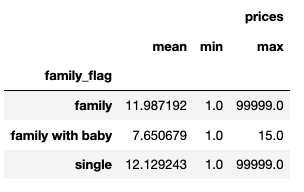 prices
mean min max
family_flag
family 11.987192 1.0 99999.0
family with baby 7.650679 1.0 15.0
single 12.129243 1.0 99999.0